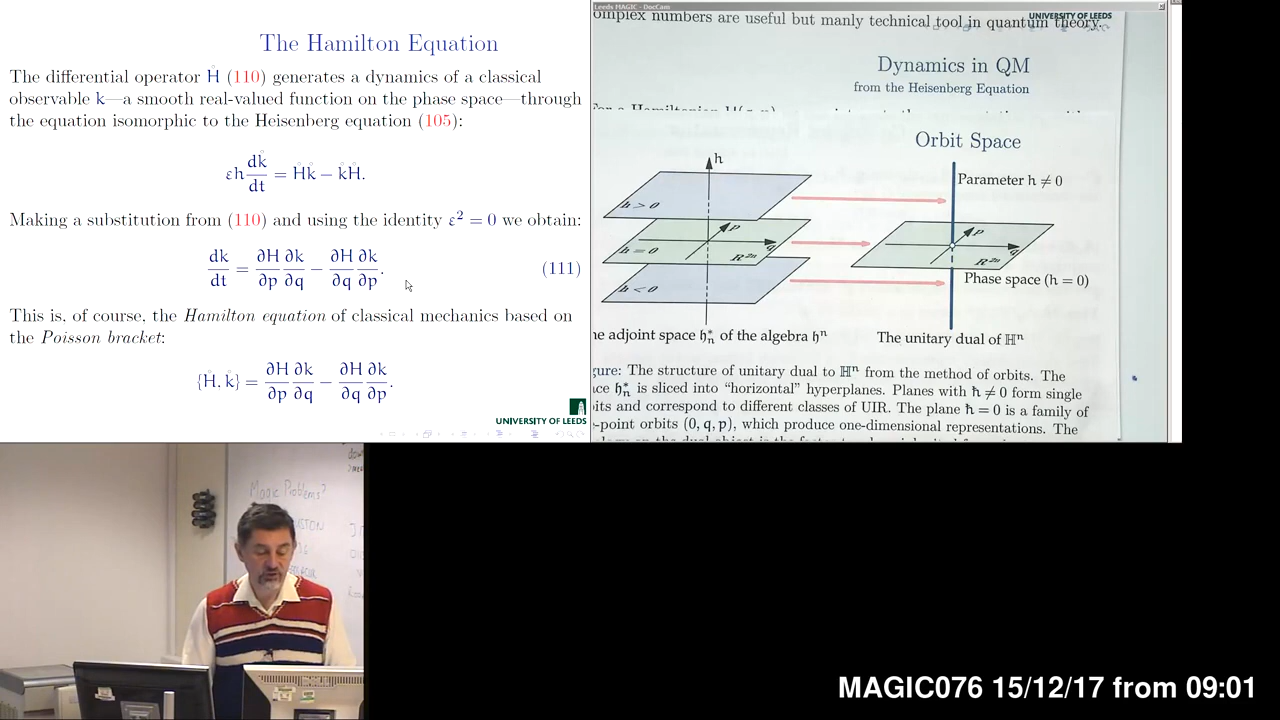 The Hamilton Equation
The differential operator H̊ (110) generates a dynamics of a classical
observable k—a smooth real-valued function on the phase space—through
the equation isomorphic to the Heisenberg equation (105):
εh dk̊/dt = H̊k̊ − k̊H̊.
Making a substitution from (110) and using the identity ε² = 0 we obtain:
dk/dt = ∂H/∂p ∂k/∂q − ∂H/∂q ∂k/∂p. (111)
This is, of course, the Hamilton equation of classical mechanics based on
the Poisson bracket:
{H̊, k̊} = ∂H/∂p ∂k/∂q − ∂H/∂q ∂k/∂p.
UNIVERSITY OF LEEDS
Leeds MAGIC - DocCam
omplex numbers are useful but manly technical tool in quantum theory.
UNIVERSITY OF LEEDS
Dynamics in QM
from the Heisenberg Equation
Orbit Space
ħ
ħ > 0
p
q
ħ = 0
R²ⁿ
ħ < 0
Parameter ħ ≠ 0
p
q
R²ⁿ
Phase space (ħ = 0)
he adjoint space 𝔥*ₙ of the algebra 𝔥ⁿ
The unitary dual of ℍⁿ
gure: The structure of unitary dual to ℍⁿ from the method of orbits. The
ace 𝔥*ₙ is sliced into “horizontal” hyperplanes. Planes with ħ ≠ 0 form single
bits and correspond to different classes of UIR. The plane ħ = 0 is a family of
-point orbits (0, q, p), which produce one-dimensional representations. The
Magic Problems?
MAGIC076 15/12/17 from 09:01